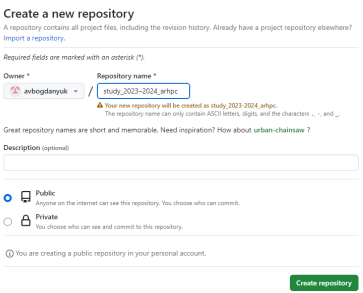 Create a new repository
A repository contains all project files, including the revision history. Already have a project repository elsewhere?
Import a repository.
Required fields are marked with an asterisk (*).
Owner * Repository name *
avbogdanyuk / study_2023–2024_arhpc
Your new repository will be created as study_2023-2024_arhpc.
The repository name can only contain ASCII letters, digits, and the characters ., -, and _.
Great repository names are short and memorable. Need inspiration? How about urban-chainsaw ?
Description (optional)
Public
Anyone on the internet can see this repository. You choose who can commit.
Private
You choose who can see and commit to this repository.
You are creating a public repository in your personal account.
Create repository